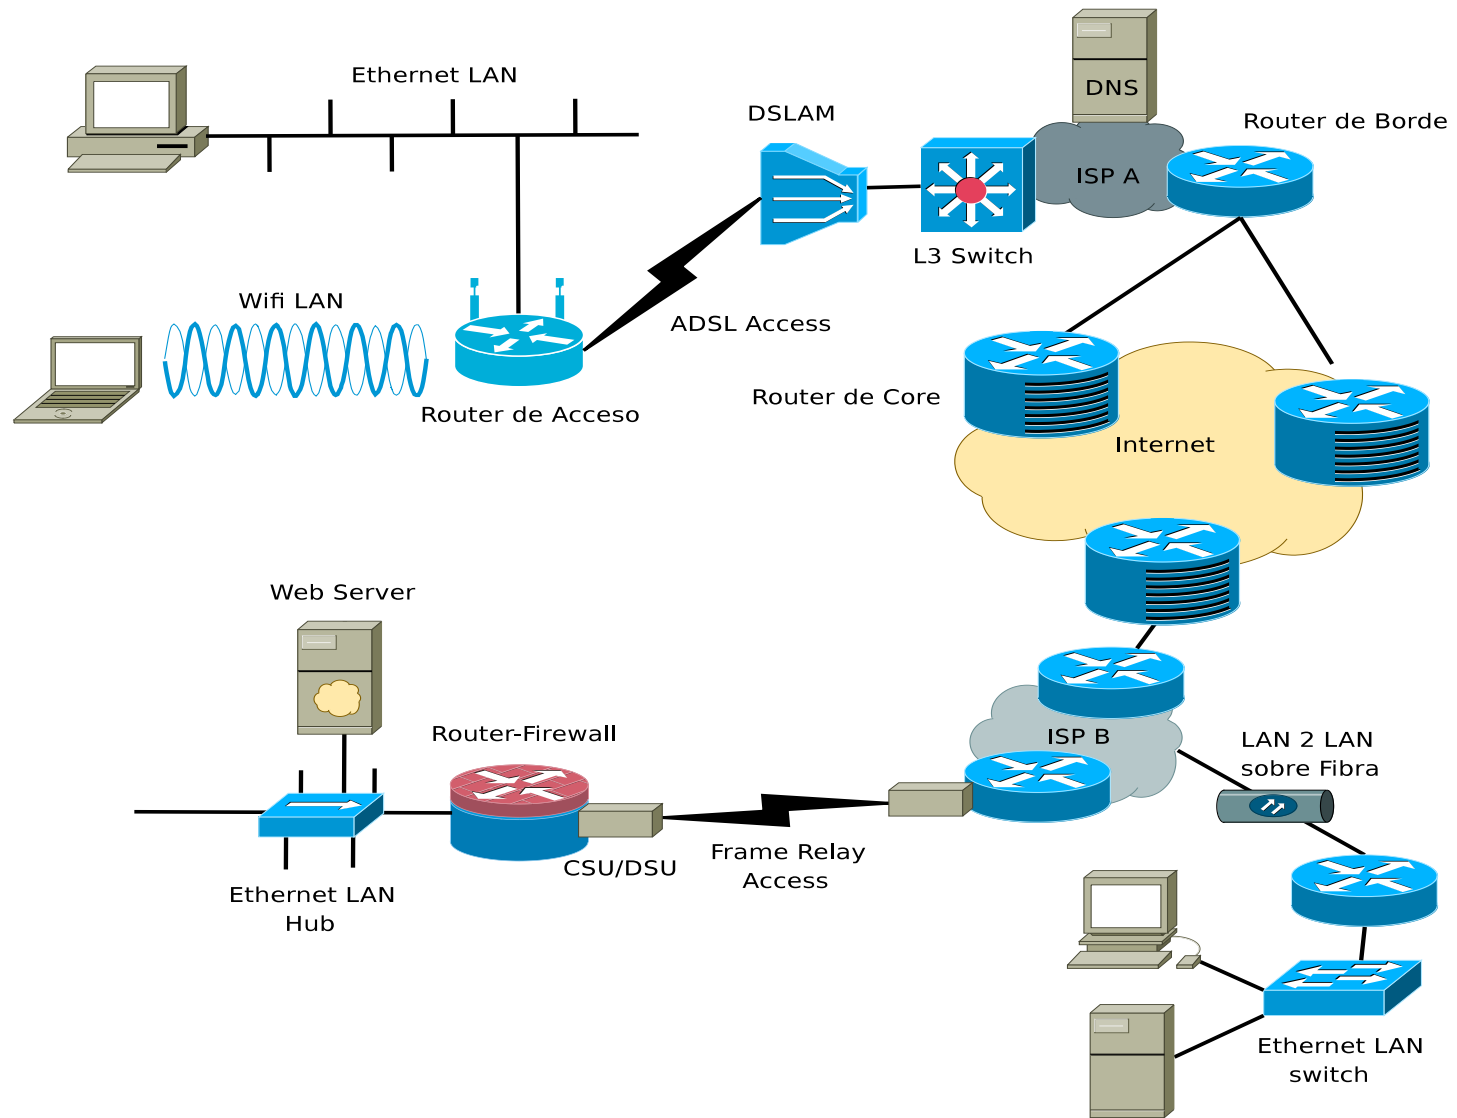 Ethernet LAN
DSLAM
DNS
Router de Borde
ISP A
L3 Switch
Wifi LAN
ADSL Access
Router de Acceso
Router de Core
Internet
Web Server
Router-Firewall
ISP B
LAN 2 LAN
sobre Fibra
CSU/DSU
Frame Relay
Access
Ethernet LAN
Hub
Ethernet LAN
switch